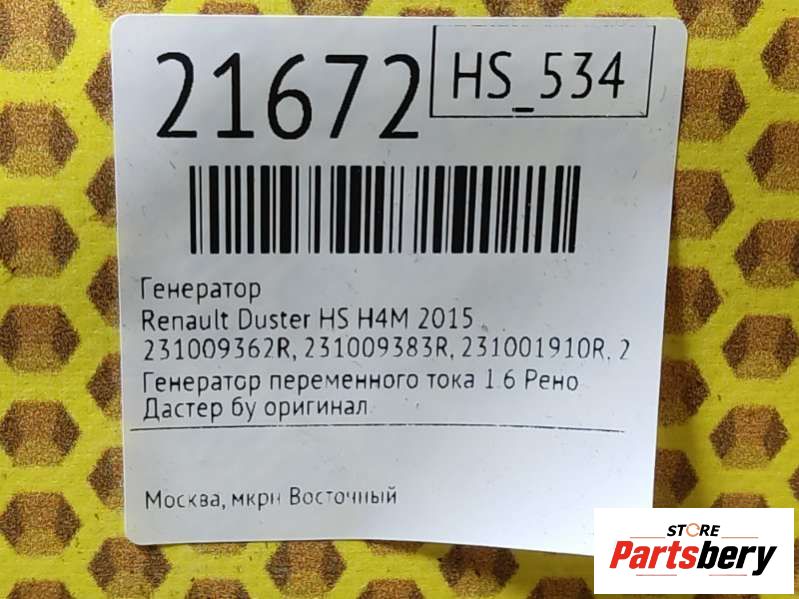 21672
HS_534
Генератор
Renault Duster HS H4M 2015
231009362R, 231009383R, 231001910R, 2
Генератор переменного тока 1.6 Рено
Дастер бу оригинал
Москва, мкрн Восточный
STORE
Partsbery